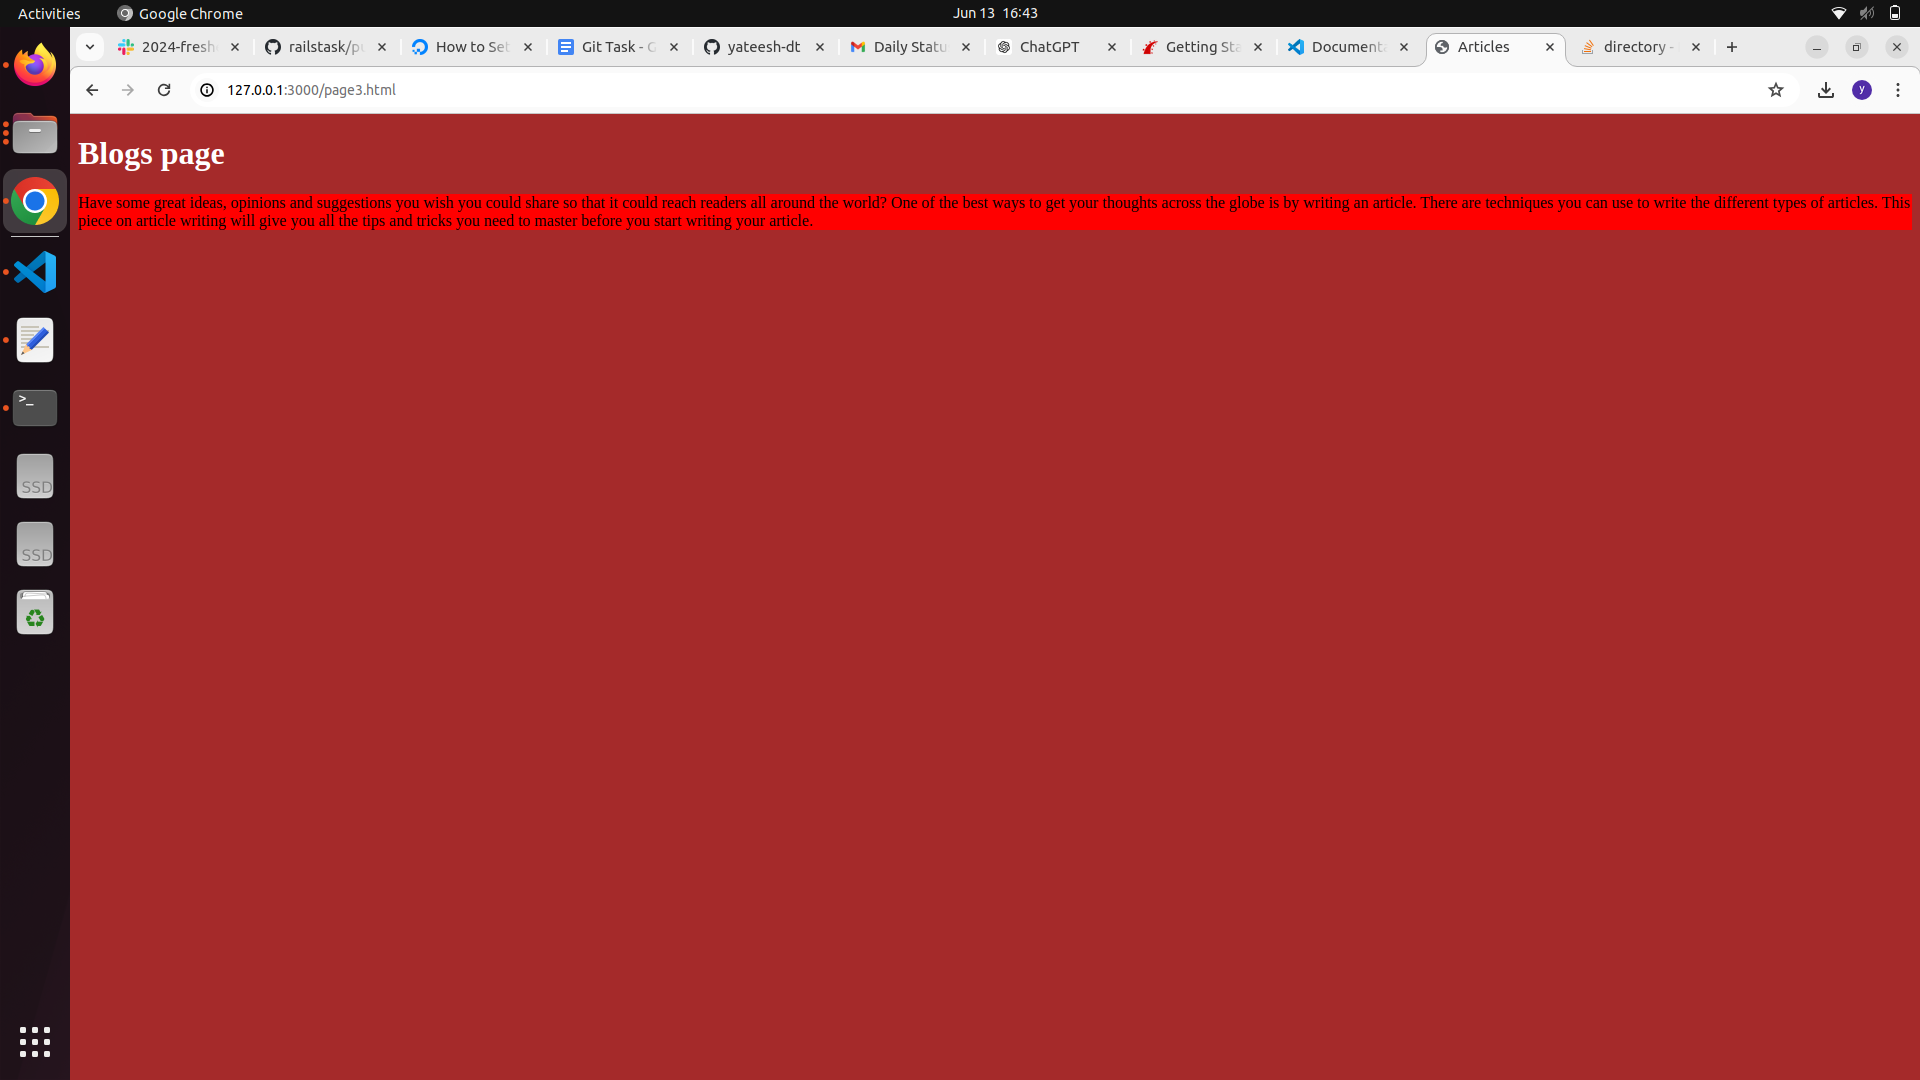 Activities
Google Chrome
Jun 13 16:43
2024-fresh
railstask/pu
How to Set
Git Task - G
yateesh-dt
Daily Statu
ChatGPT
Getting Sta
Documenta
Articles
directory -
127.0.0.1:3000/page3.html
y
Blogs page
Have some great ideas, opinions and suggestions you wish you could share so that it could reach readers all around the world? One of the best ways to get your thoughts across the globe is by writing an article. There are techniques you can use to write the different types of articles. This
piece on article writing will give you all the tips and tricks you need to master before you start writing your article.
>_
SSD
SSD